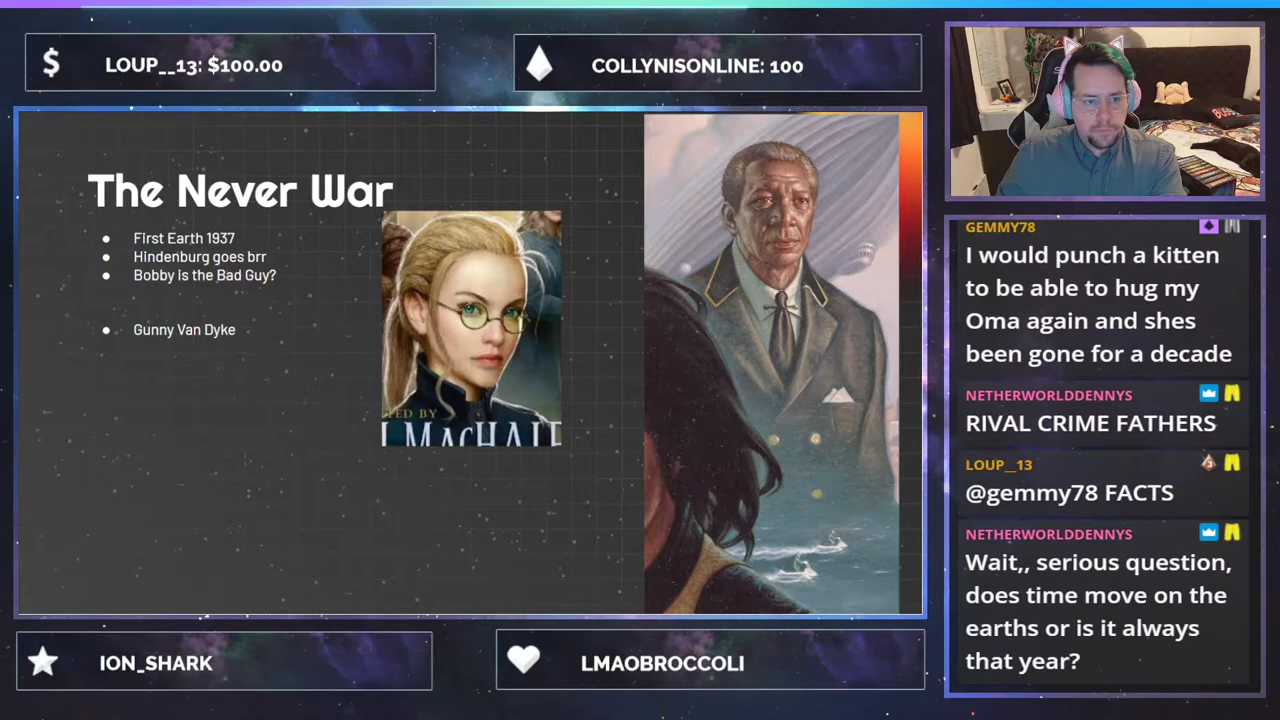 $ LOUP__13: $100.00
COLLYNISONLINE: 100
The Never War
● First Earth 1937
● Hindenburg goes brr
● Bobby is the Bad Guy?
● Gunny Van Dyke
TED BY
GEMMY78
I would punch a kitten
to be able to hug my
Oma again and shes
been gone for a decade
NETHERWORLDDENNYS
RIVAL CRIME FATHERS
LOUP__13
@gemmy78 FACTS
NETHERWORLDDENNYS
Wait,, serious question,
does time move on the
earths or is it always
that year?
ION_SHARK
LMAOBROCCOLI